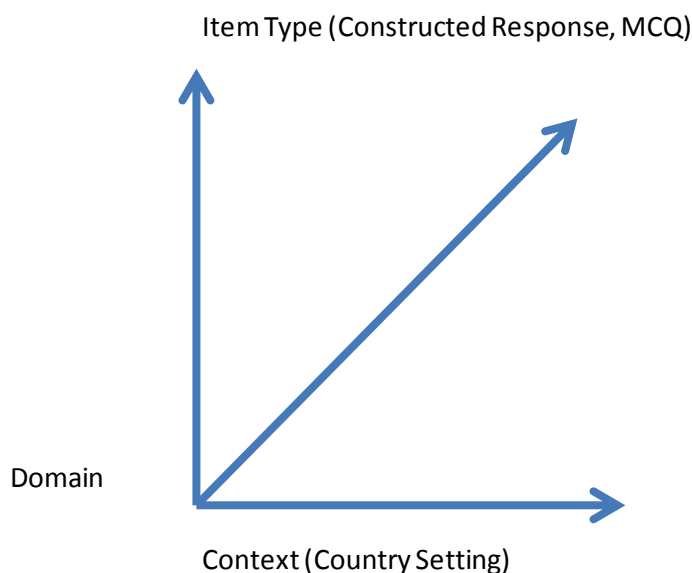 Item Type (Constructed Response, MCQ)
Domain
Context (Country Setting)